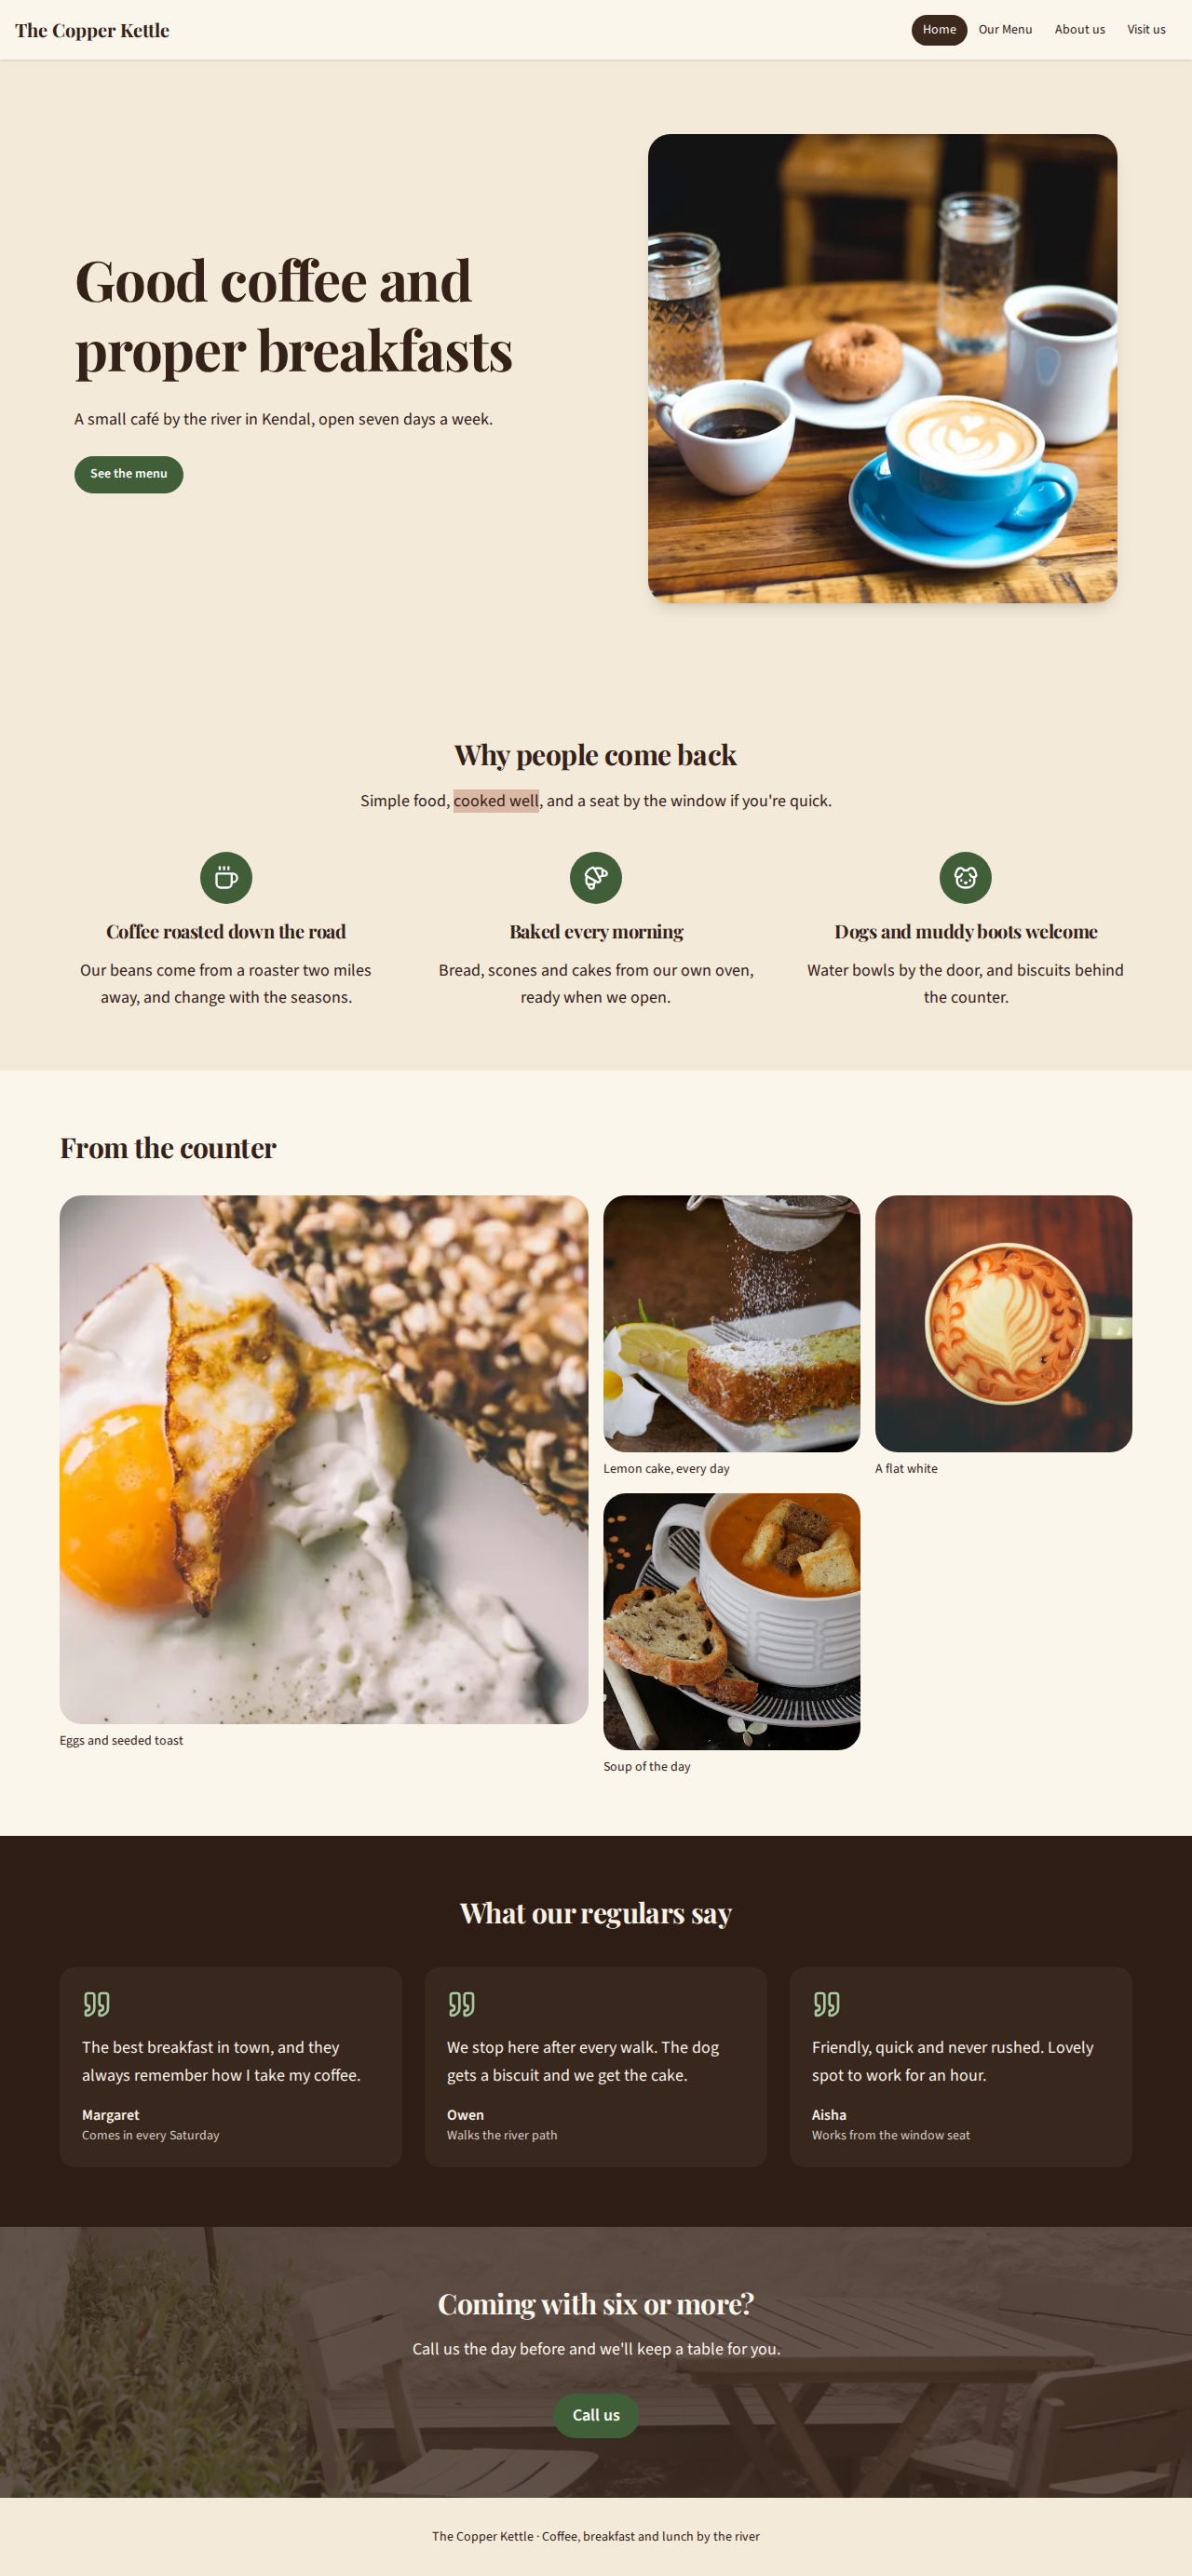 The Copper Kettle
Home Our Menu About us Visit us
Good coffee and
proper breakfasts
A small café by the river in Kendal, open seven days a week.
See the menu
Why people come back
Simple food, cooked well, and a seat by the window if you're quick.
Coffee roasted down the road
Our beans come from a roaster two miles
away, and change with the seasons.
Baked every morning
Bread, scones and cakes from our own oven,
ready when we open.
Dogs and muddy boots welcome
Water bowls by the door, and biscuits behind
the counter.
From the counter
Eggs and seeded toast
Lemon cake, every day
A flat white
Soup of the day
What our regulars say
The best breakfast in town, and they
always remember how I take my coffee.
Margaret
Comes in every Saturday
We stop here after every walk. The dog
gets a biscuit and we get the cake.
Owen
Walks the river path
Friendly, quick and never rushed. Lovely
spot to work for an hour.
Aisha
Works from the window seat
Coming with six or more?
Call us the day before and we'll keep a table for you.
Call us
The Copper Kettle · Coffee, breakfast and lunch by the river